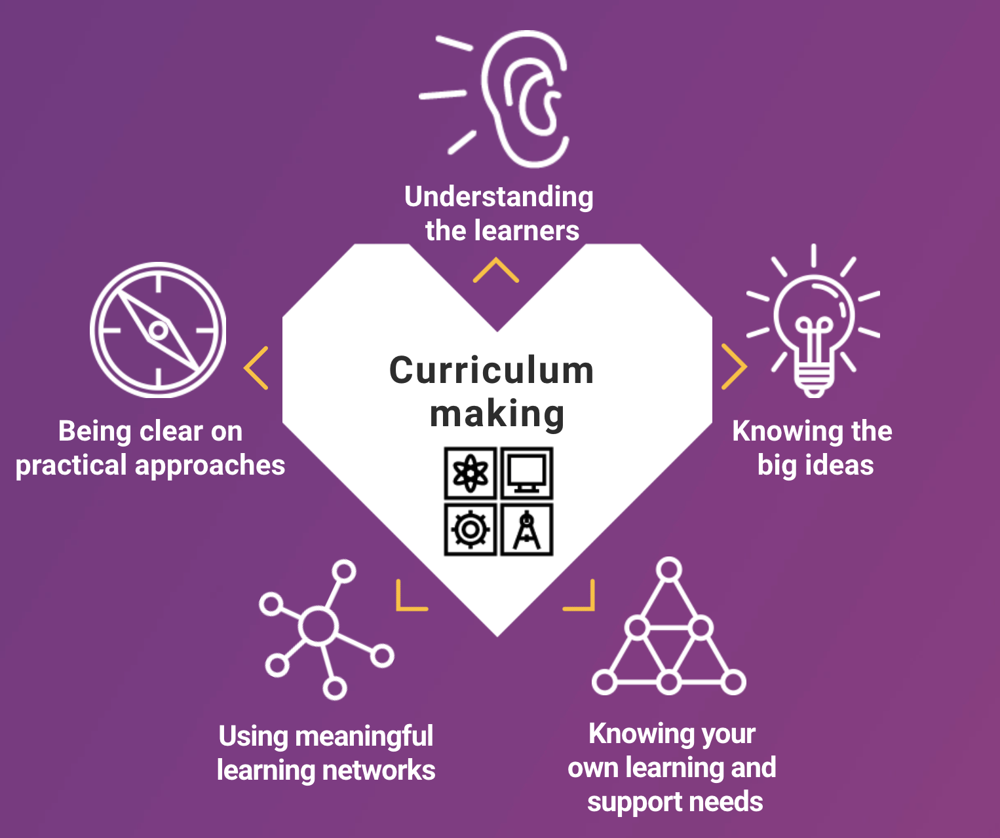 Understanding
the learners
Curriculum
making
Being clear on
practical approaches
Knowing the
big ideas
Using meaningful
learning networks
Knowing your
own learning and
support needs